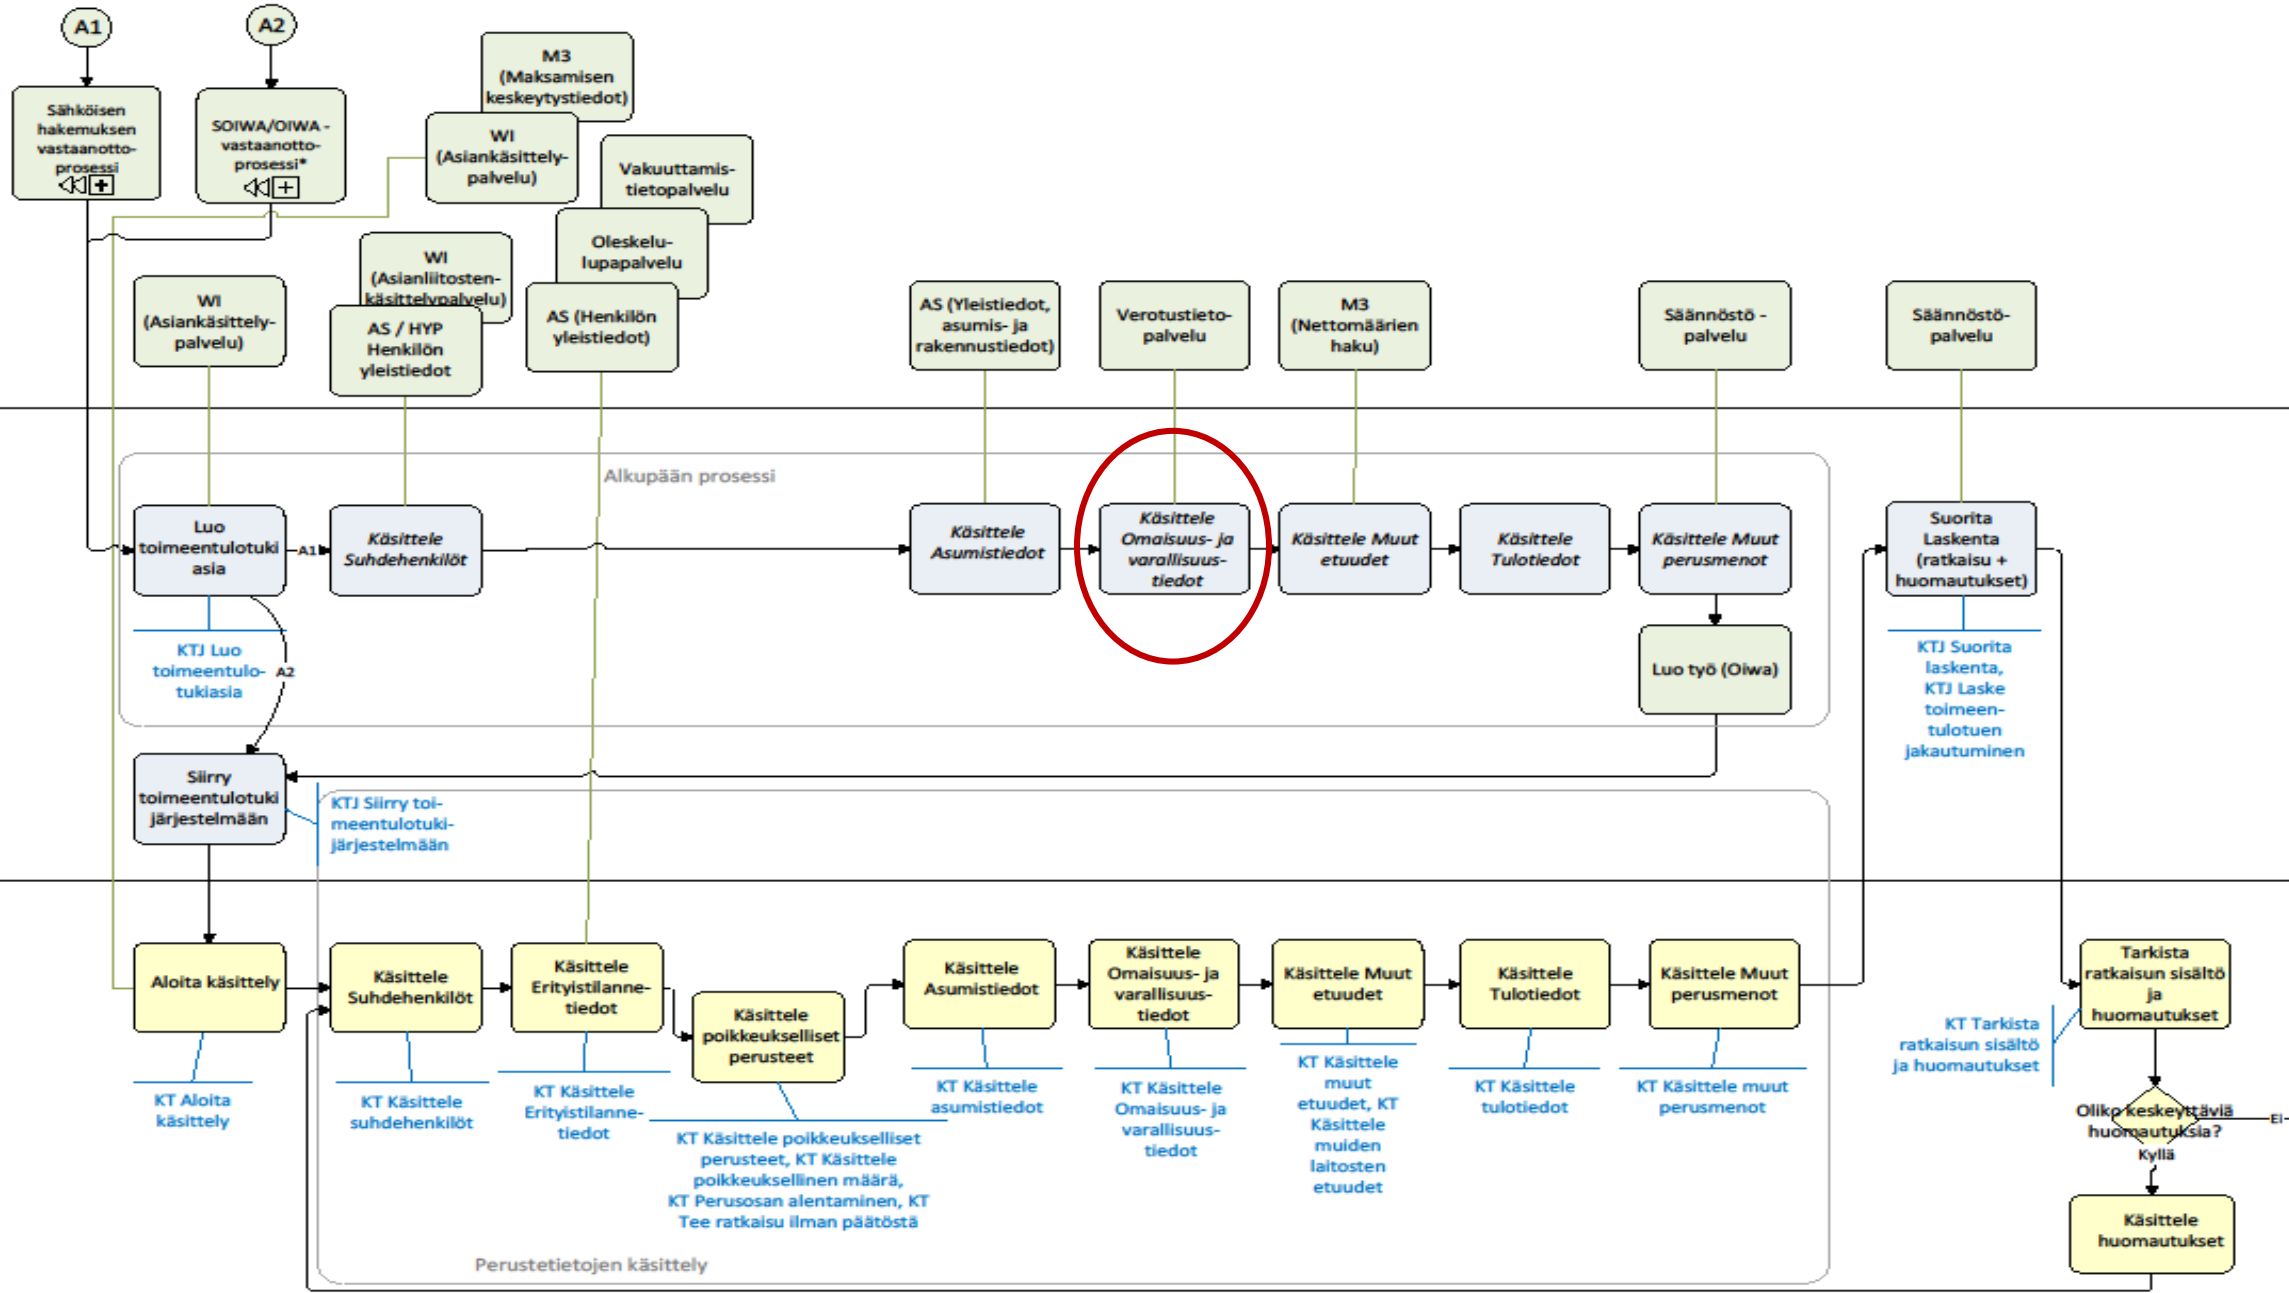 A1
A2
Sähköisen
hakemuksen
vastaanotto-
prosessi
SOIWA/OIWA -
vastaanotto-
prosessi*
M3
(Maksamisen
keskeytystiedot)
WI
(Asiankäsittely-
palvelu)
Vakuuttamis-
tietopalvelu
Oleskelu-
lupapalvelu
AS (Henkilön
yleistiedot)
WI
(Asianliitosten-
käsittelypalvelu)
AS / HYP
Henkilön
yleistiedot
WI
(Asiankäsittely-
palvelu)
AS (Yleistiedot,
asumis- ja
rakennustiedot)
Verotustieto-
palvelu
M3
(Nettomäärien
haku)
Säännöstö -
palvelu
Säännöstö-
palvelu
Alkupään prosessi
Luo
toimeentulotuki
asia
A1
Käsittele
Suhdehenkilöt
Käsittele
Asumistiedot
Käsittele
Omaisuus- ja
varallisuus-
tiedot
Käsittele Muut
etuudet
Käsittele
Tulotiedot
Käsittele Muut
perusmenot
Suorita
Laskenta
(ratkaisu +
huomautukset)
KTJ Luo
toimeentulo-
tukiasia
A2
Luo työ (Oiwa)
KTJ Suorita
laskenta,
KTJ Laske
toimeen-
tulotuen
jakautuminen
Siirry
toimeentulotuki
järjestelmään
KTJ Siirry toi-
meentulotuki-
järjestelmään
Aloita käsittely
Käsittele
Suhdehenkilöt
Käsittele
Erityistilanne-
tiedot
Käsittele
poikkeukselliset
perusteet
Käsittele
Asumistiedot
Käsittele
Omaisuus- ja
varallisuus-
tiedot
Käsittele Muut
etuudet
Käsittele
Tulotiedot
Käsittele Muut
perusmenot
Tarkista
ratkaisun sisältö
ja
huomautukset
KT Aloita
käsittely
KT Käsittele
suhdehenkilöt
KT Käsittele
Erityistilanne-
tiedot
KT Käsittele poikkeukselliset
perusteet, KT Käsittele
poikkeuksellinen määrä,
KT Perusosan alentaminen, KT
Tee ratkaisu ilman päätöstä
KT Käsittele
asumistiedot
KT Käsittele
Omaisuus- ja
varallisuus-
tiedot
KT Käsittele
muut
etuudet, KT
Käsittele
muiden
laitosten
etuudet
KT Käsittele
tulotiedot
KT Käsittele muut
perusmenot
KT Tarkista
ratkaisun sisältö
ja huomautukset
Oliko keskeyttäviä
huomautuksia?
Ei
Kyllä
Käsittele
huomautukset
Perustetietojen käsittely